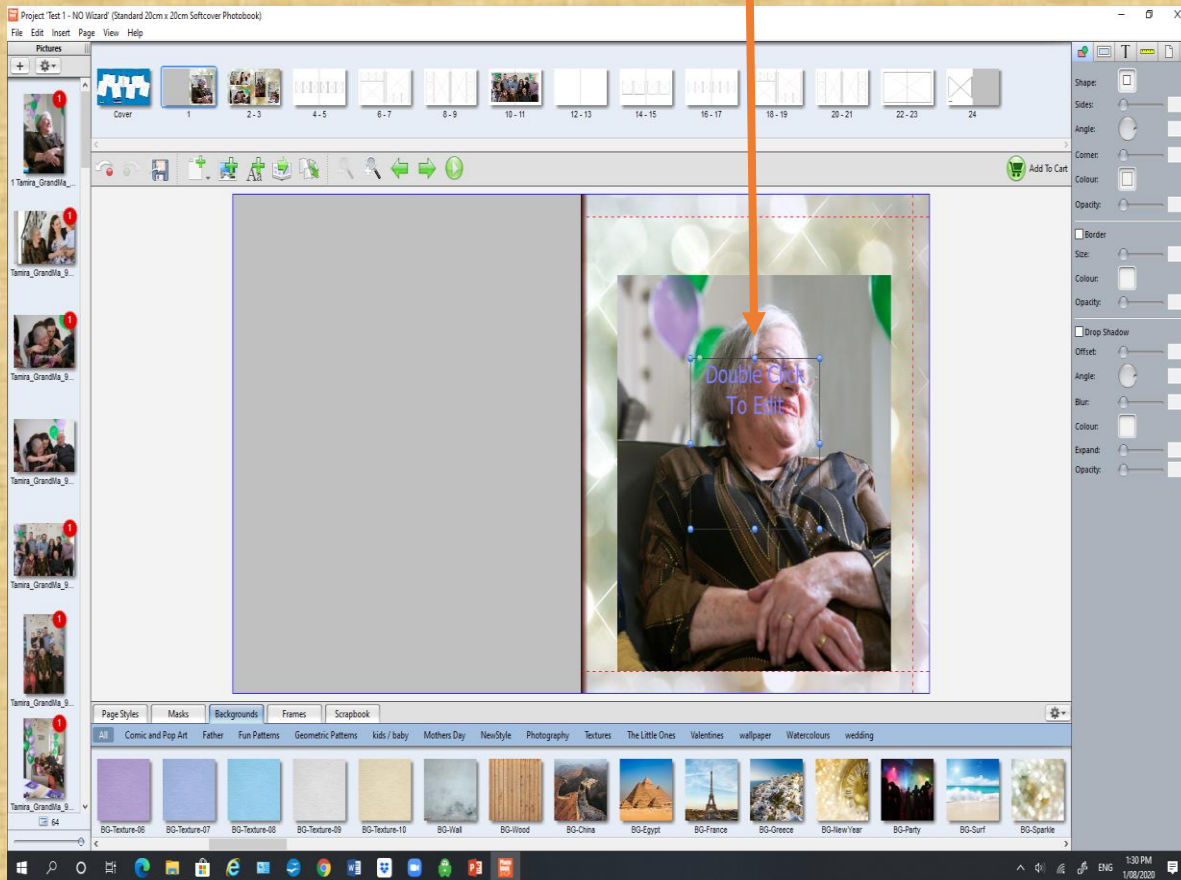 Project 'Test 1 - NO Wizard' (Standard 20cm x 20cm Softcover Photobook)
File Edit Insert Page View Help
Pictures
Cover 1 2 - 3 4 - 5 6 - 7 8 - 9 10 - 11 12 - 13 14 - 15 16 - 17 18 - 19 20 - 21 22 - 23 24
Add To Cart
1
1 Tamira_GrandMa_...
1
Tamira_GrandMa_9...
1
Tamira_GrandMa_9...
Tamira_GrandMa_9...
1
Tamira_GrandMa_9...
1
Tamira_GrandMa_9...
1
Tamira_GrandMa_9...
64
Double Click
To Edit
Shape:
Sides:
Angle:
Corner:
Colour:
Opacity:
Border
Size:
Colour:
Opacity:
Drop Shadow
Offset:
Angle:
Blur:
Colour:
Expand:
Opacity:
Page Styles Masks Backgrounds Frames Scrapbook
All Comic and Pop Art Father Fun Patterns Geometric Patterns kids / baby Mothers Day NewStyle Photography Textures The Little Ones Valentines wallpaper Watercolours wedding
BG-Texture-06 BG-Texture-07 BG-Texture-08 BG-Texture-09 BG-Texture-10 BG-Wall BG-Wood BG-China BG-Egypt BG-France BG-Greece BG-NewYear BG-Party BG-Surf BG-Sparkle
ENG 1:30 PM
1/08/2020